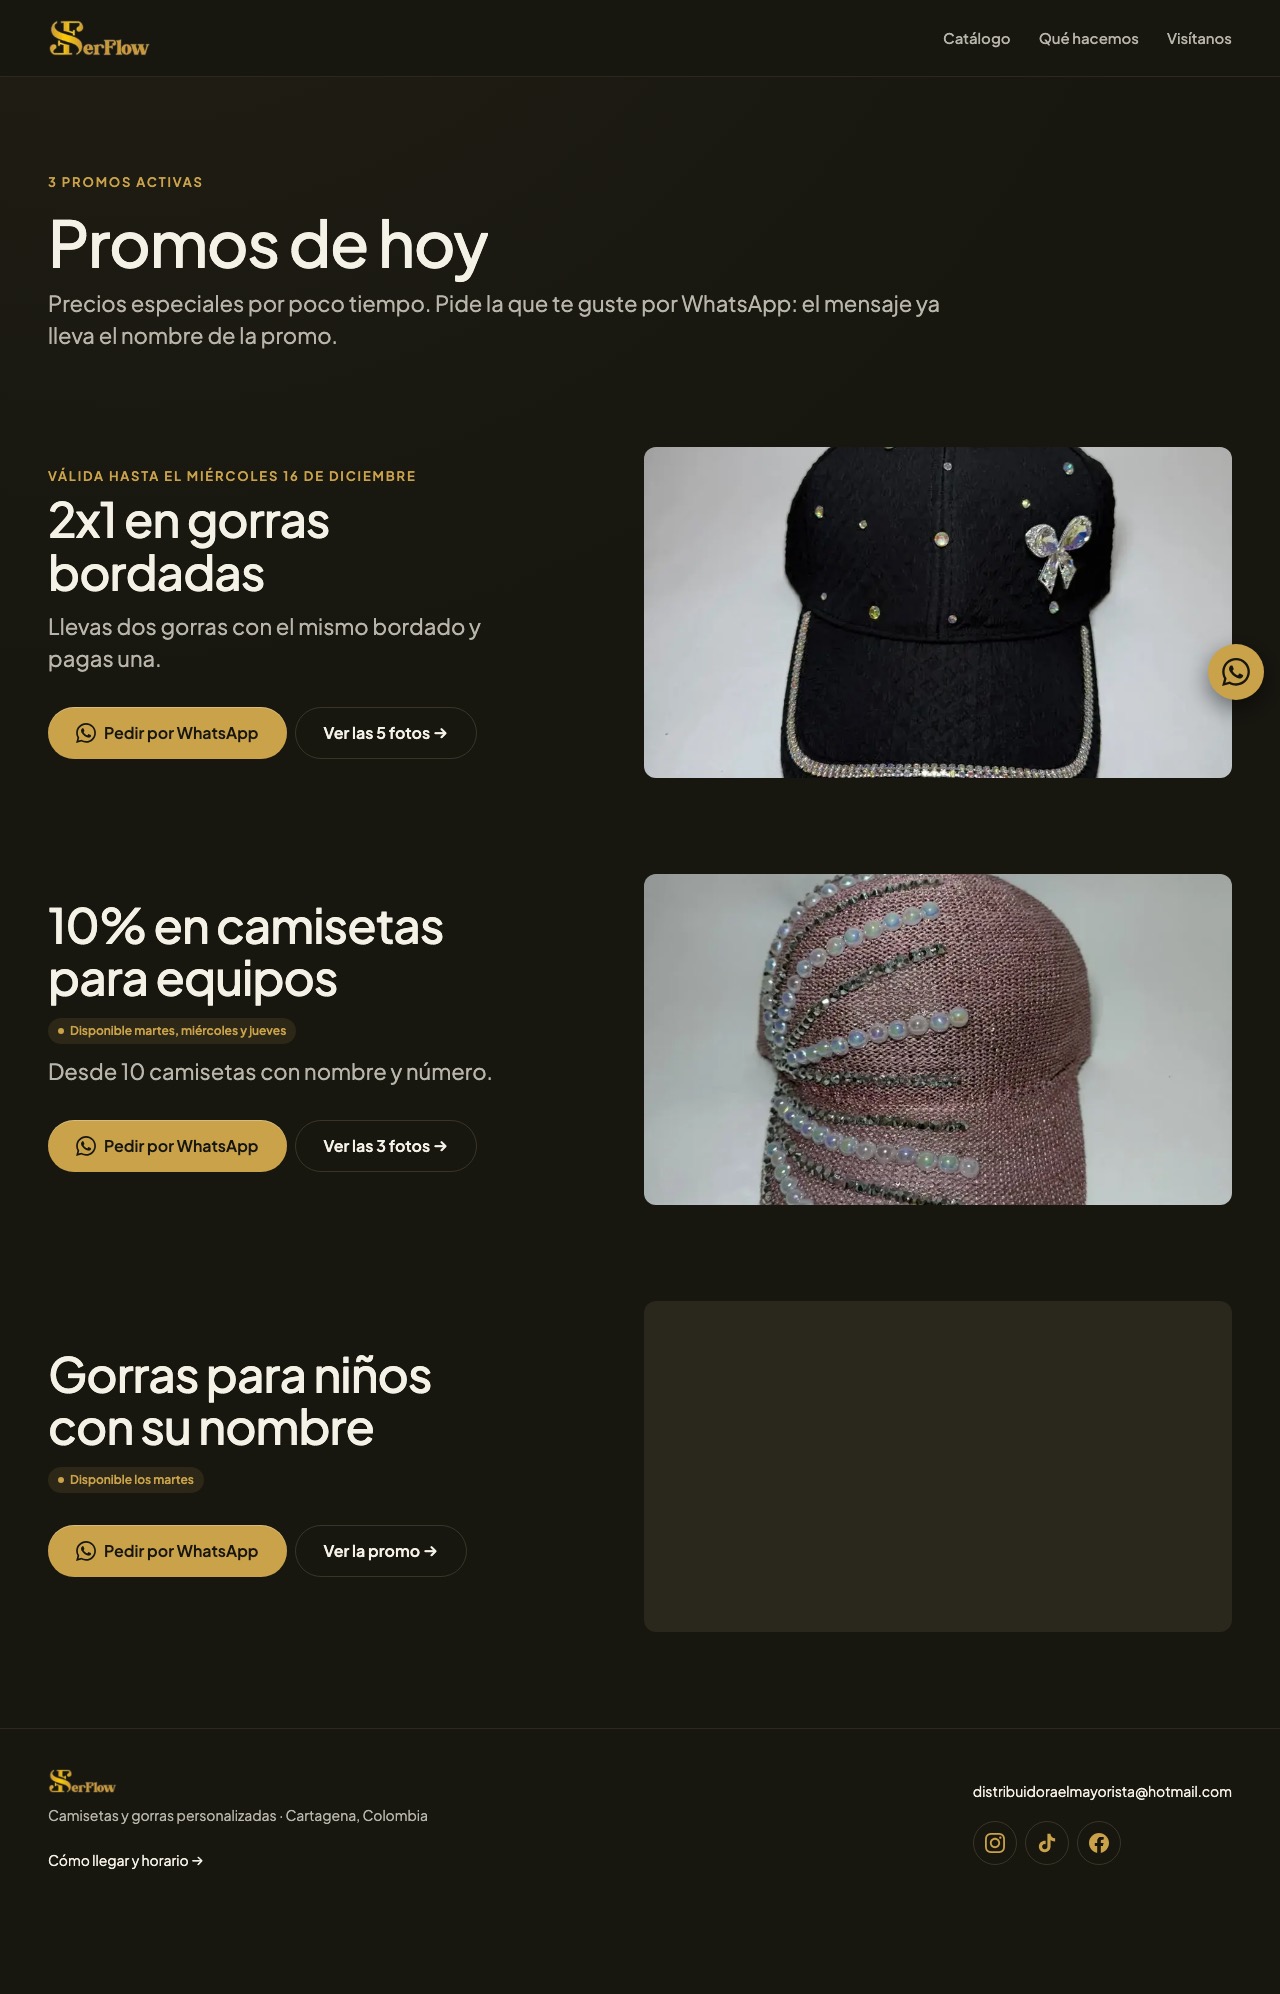 SerFlow
Catálogo
Qué hacemos
Visítanos
3 PROMOS ACTIVAS
Promos de hoy
Precios especiales por poco tiempo. Pide la que te guste por WhatsApp: el mensaje ya
lleva el nombre de la promo.
VÁLIDA HASTA EL MIÉRCOLES 16 DE DICIEMBRE
2x1 en gorras
bordadas
Llevas dos gorras con el mismo bordado y
pagas una.
Pedir por WhatsApp
Ver las 5 fotos →
10% en camisetas
para equipos
Disponible martes, miércoles y jueves
Desde 10 camisetas con nombre y número.
Pedir por WhatsApp
Ver las 3 fotos →
Gorras para niños
con su nombre
Disponible los martes
Pedir por WhatsApp
Ver la promo →
SerFlow
Camisetas y gorras personalizadas · Cartagena, Colombia
Cómo llegar y horario →
distribuidoraelmayorista@hotmail.com